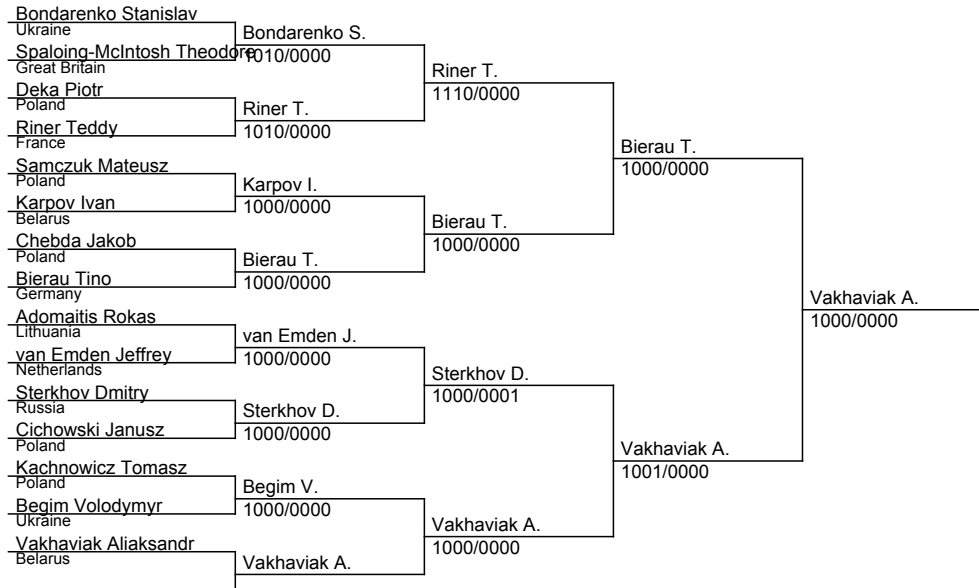 Bondarenko Stanislav
Ukraine
Spaloing-McIntosh Theodore
Great Britain
Deka Piotr
Poland
Riner Teddy
France
Samczuk Mateusz
Poland
Karpov Ivan
Belarus
Chebda Jakob
Poland
Bierau Tino
Germany
Adomaitis Rokas
Lithuania
van Emden Jeffrey
Netherlands
Sterkhov Dmitry
Russia
Cichowski Janusz
Poland
Kachnowicz Tomasz
Poland
Begim Volodymyr
Ukraine
Vakhaviak Aliaksandr
Belarus
Bondarenko S.
1010/0000
Riner T.
1010/0000
Karpov I.
1000/0000
Bierau T.
1000/0000
van Emden J.
1000/0000
Sterkhov D.
1000/0000
Begim V.
1000/0000
Vakhaviak A.
Riner T.
1110/0000
Bierau T.
1000/0000
Sterkhov D.
1000/0001
Vakhaviak A.
1000/0000
Bierau T.
1000/0000
Vakhaviak A.
1001/0000
Vakhaviak A.
1000/0000